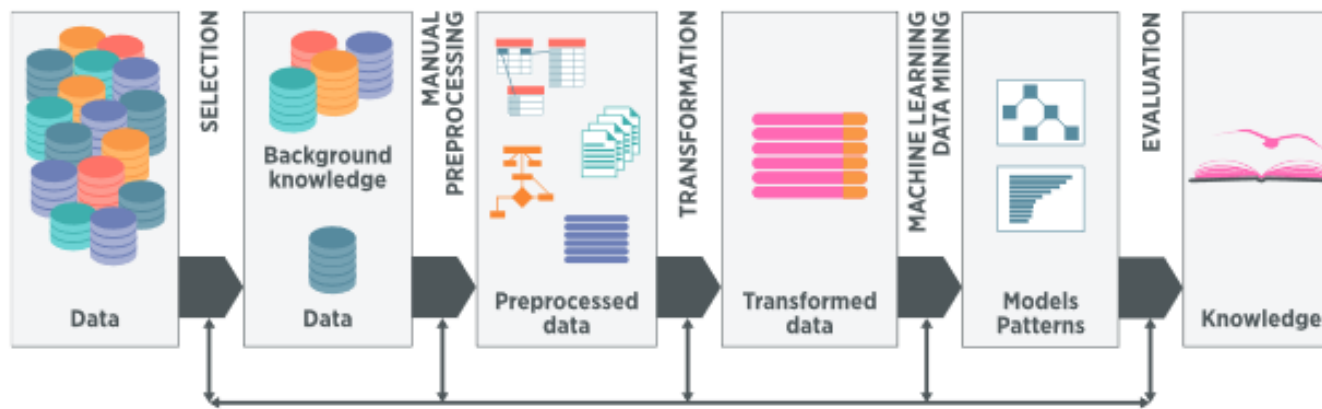 Data
SELECTION
Background
knowledge
Data
MANUAL
PREPROCESSING
Preprocessed
data
TRANSFORMATION
Transformed
data
MACHINE LEARNING
DATA MINING
Models
Patterns
EVALUATION
Knowledge